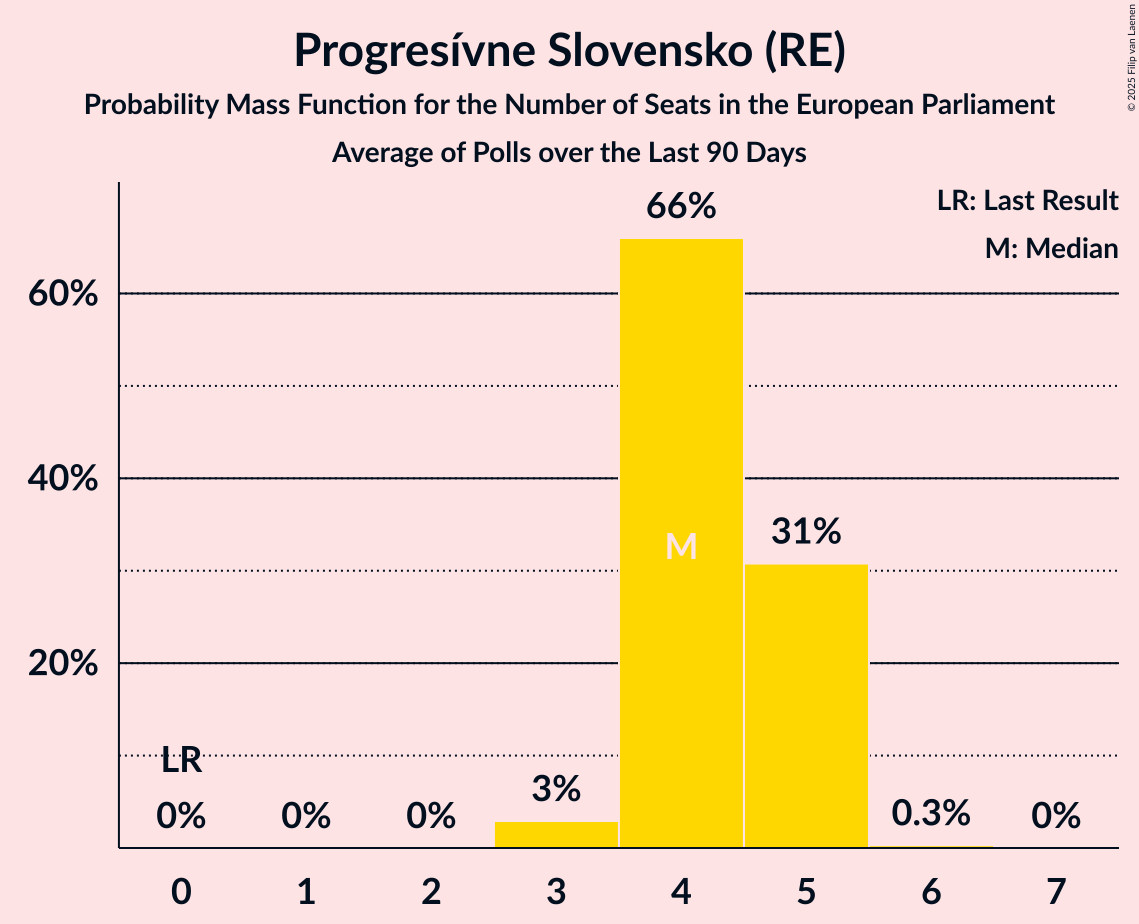 Progresívne Slovensko (RE)
Probability Mass Function for the Number of Seats in the European Parliament
Average of Polls over the Last 90 Days
© 2025 Filip van Laenen
LR: Last Result
M: Median
66%
60%
40%
31%
M
20%
LR
3%
0% 0% 0% 0.3% 0%
0 1 2 3 4 5 6 7